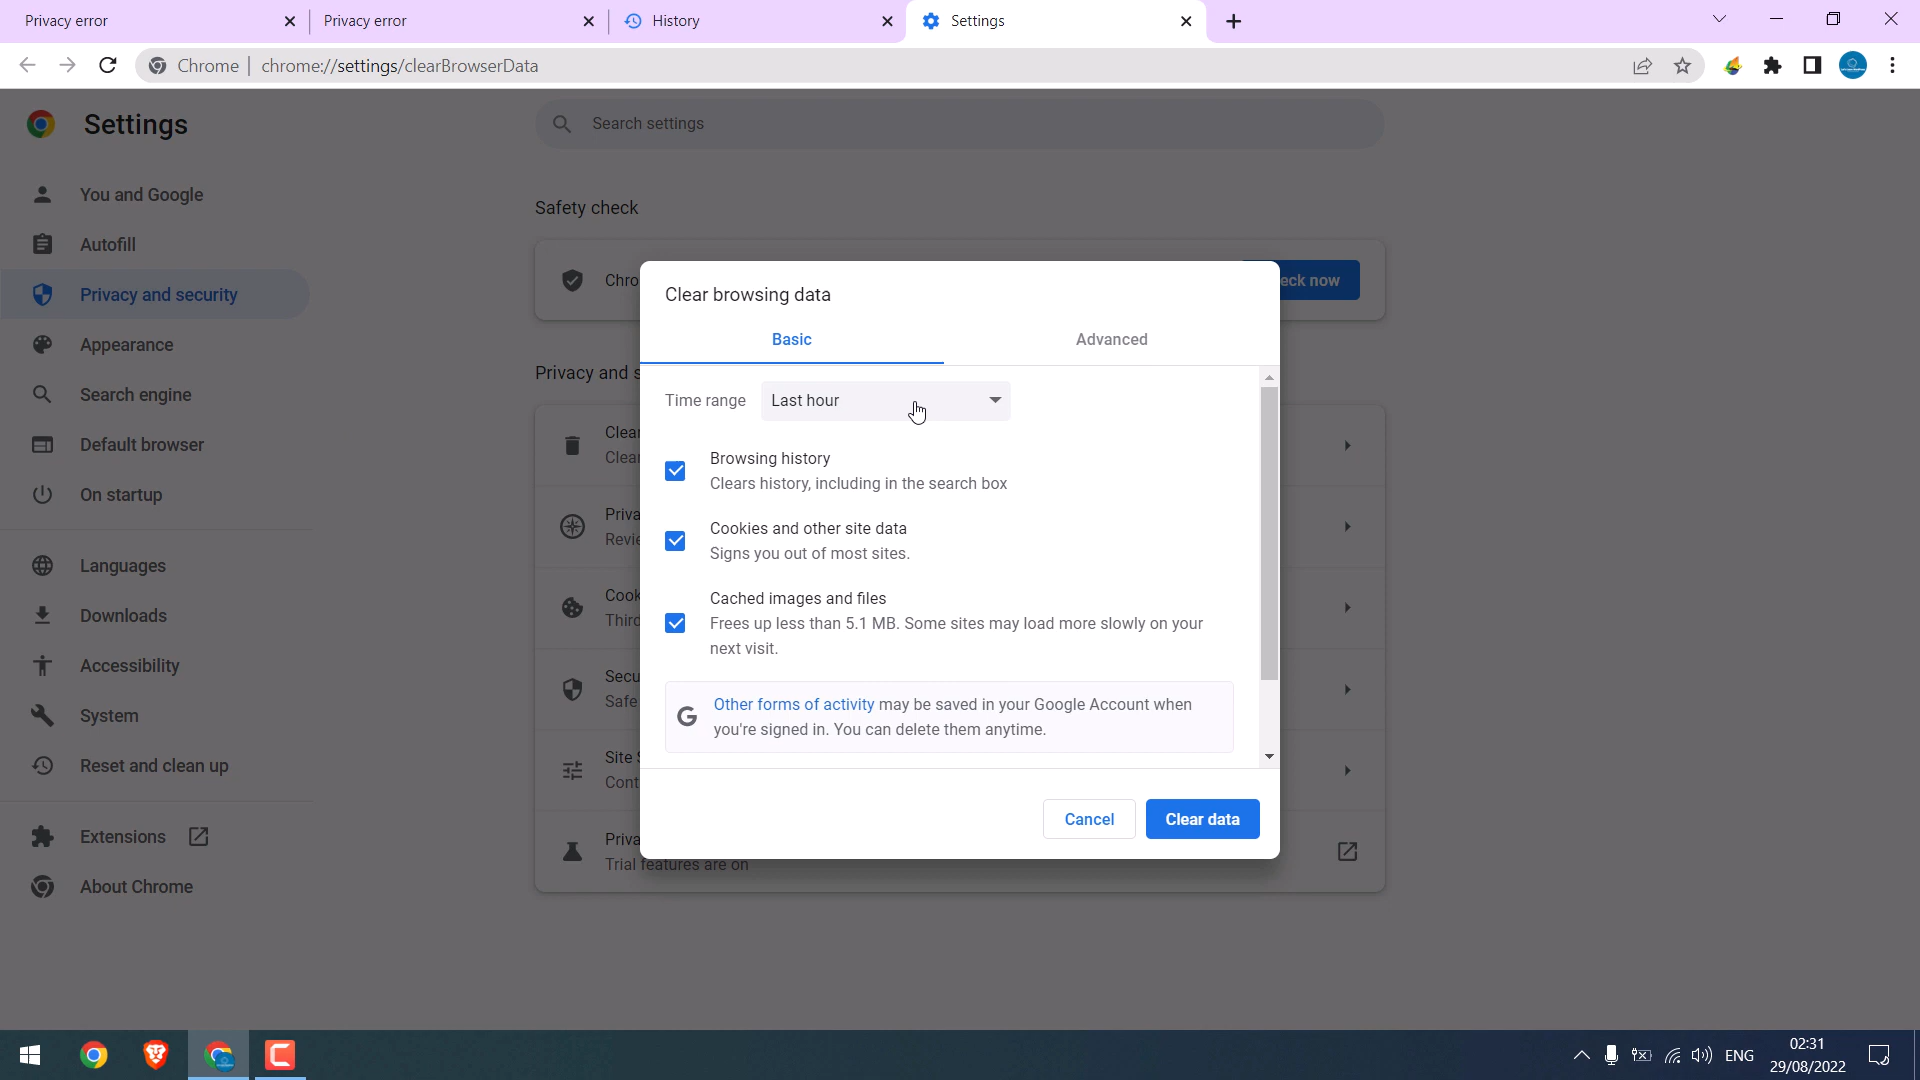 Privacy error
Privacy error
History
Settings
Chrome | chrome://settings/clearBrowserData
Settings
Search settings
You and Google
Autofill
Privacy and security
Appearance
Search engine
Default browser
On startup
Languages
Downloads
Accessibility
System
Reset and clean up
Extensions
About Chrome
Safety check
Chro
eck now
Privacy and s
Clea
Clea
Priva
Revie
Cook
Third
Secu
Safe
Site S
Cont
Priva
Trial features are on
Clear browsing data
Basic
Advanced
Time range
Last hour
Browsing history
Clears history, including in the search box
Cookies and other site data
Signs you out of most sites.
Cached images and files
Frees up less than 5.1 MB. Some sites may load more slowly on your
next visit.
G
Other forms of activity may be saved in your Google Account when
you're signed in. You can delete them anytime.
Cancel
Clear data
ENG
02:31
29/08/2022